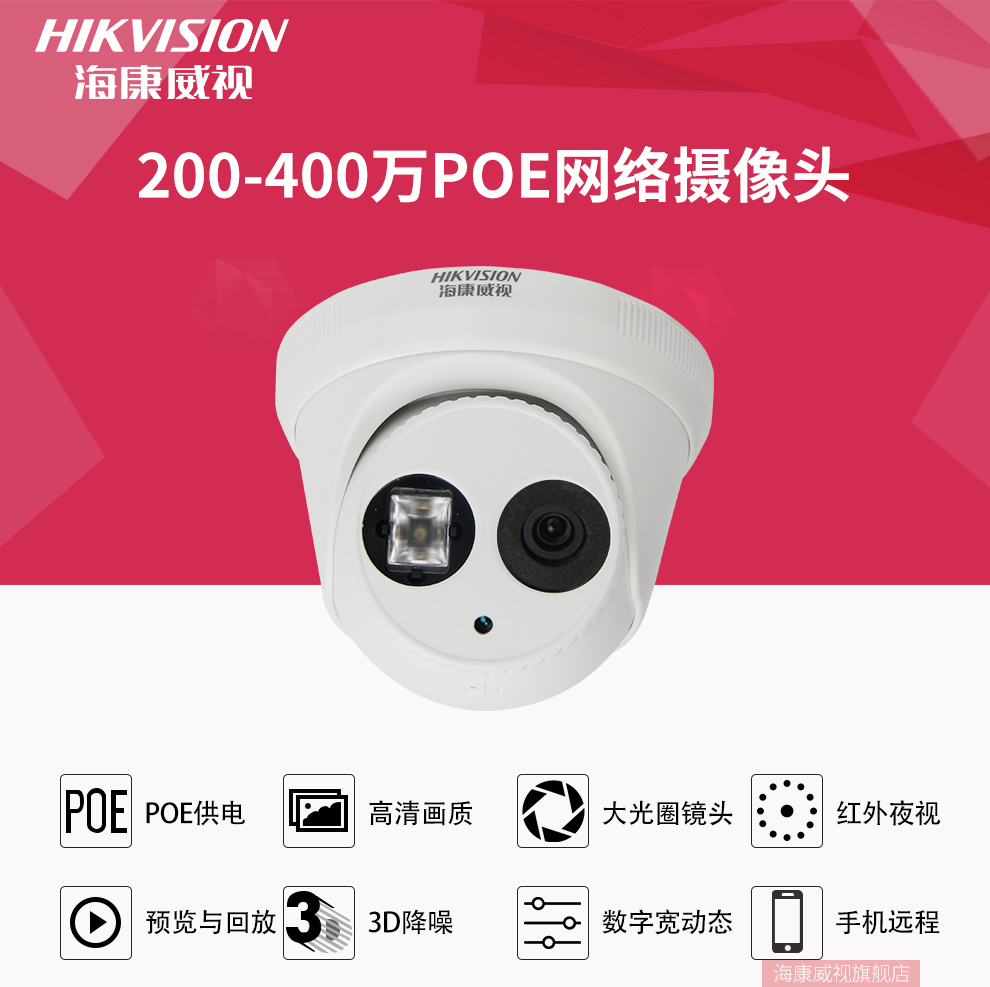 HIKVISION
海康威视
200-400万POE网络摄像头
HIKVISION
海康威视
POE POE供电
高清画质
大光圈镜头
红外夜视
预览与回放
3D 3D降噪
数字宽动态
手机远程
海康威视旗舰店